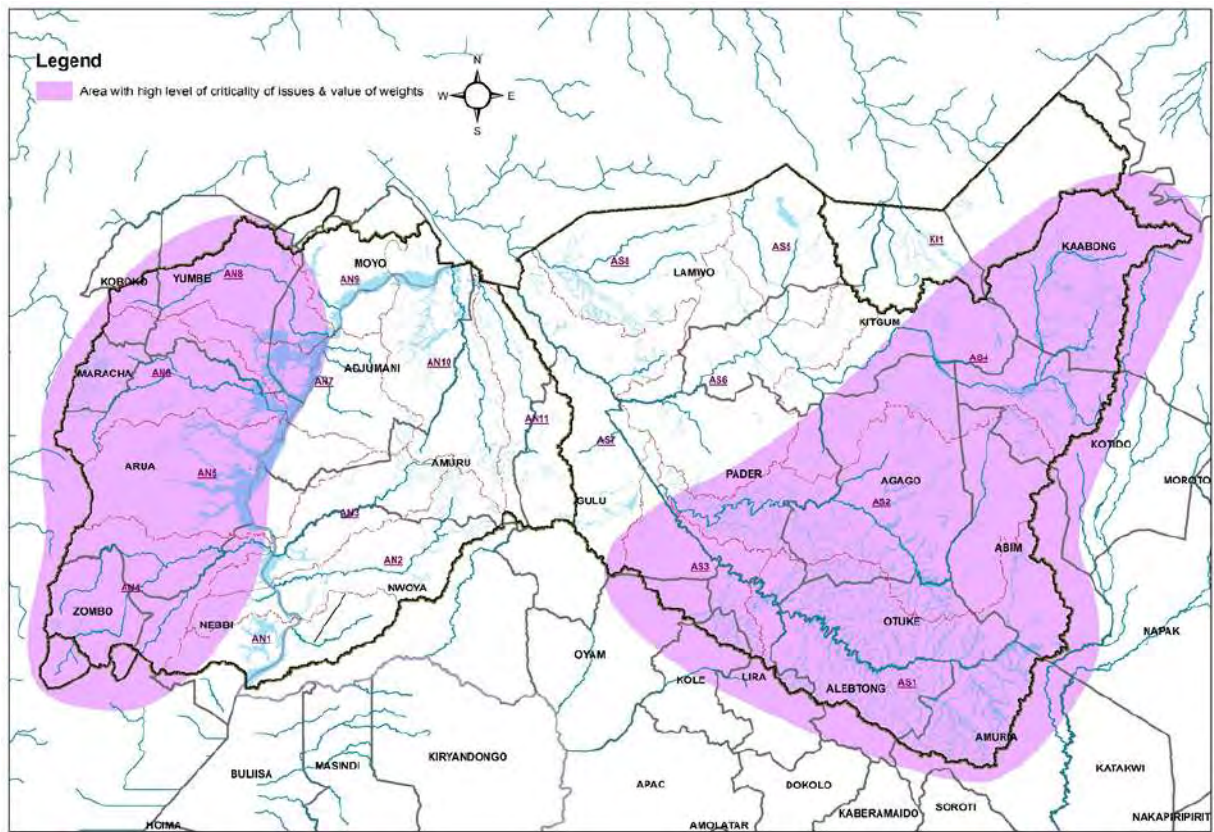 Legend
Area with high level of criticality of issues & value of weights
N
W E
S
KAABONG
KI1
MOYO
KOBOKO
YUMBE
AN8
AN9
AS8
LAMWO
AS5
KITGUM
MARACHA
AN6
AN7
ADJUMANI
AN10
AS6
AS4
AN11
AS7
KOTIDO
ARUA
AN5
AMURU
PADER
AGAGO
MOROTO
GULU
AS2
AN3
ABIM
AN2
AS3
AN4
NWOYA
ZOMBO
NEBBI
AN1
OTUKE
NAPAK
OYAM
KOLE
LIRA
ALEBTONG
AS1
AMURIA
KIRYANDONGO
MASINDI
BULIISA
KATAKWI
APAC
DOKOLO
SOROTI
KABERAMAIDO
NAKAPIRIPIRIT
HOIMA
AMOLATAR